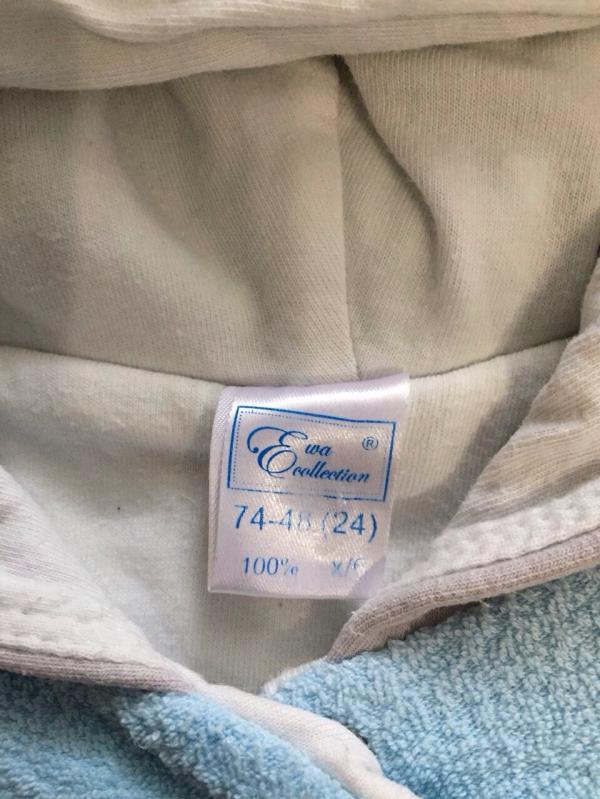 Ewa ®
collection
74-48 (24)
100% х/б